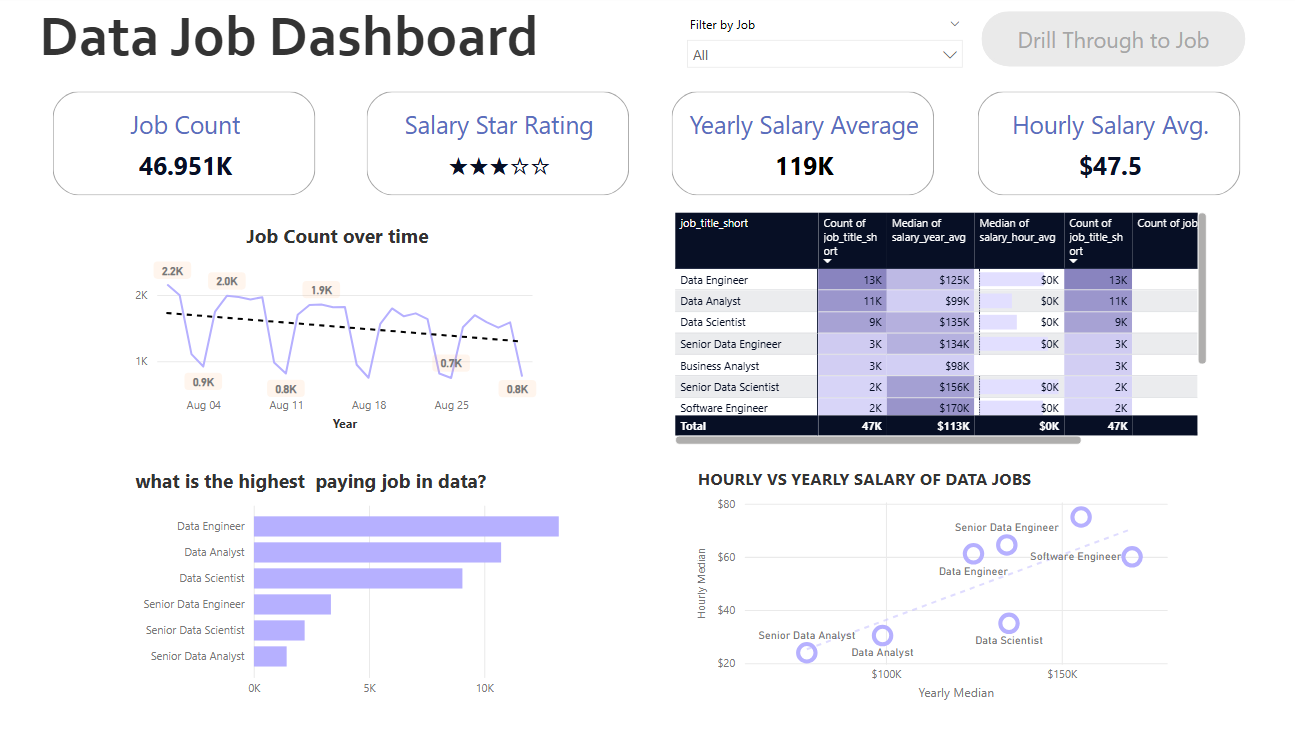 Data Job Dashboard
Filter by Job
All
Drill Through to Job
Job Count
46.951K
Salary Star Rating
★★★☆☆
Yearly Salary Average
119K
Hourly Salary Avg.
$47.5
Job Count over time
2.2K
2.0K
1.9K
2K
1K
0.9K
0.8K
0.7K
0.8K
Aug 04 Aug 11 Aug 18 Aug 25
Year
job_title_short Count of job_title_sh ort Median of salary_year_avg Median of salary_hour_avg Count of job_title_sh ort Count of job
Data Engineer 13K $125K $0K 13K
Data Analyst 11K $99K $0K 11K
Data Scientist 9K $135K $0K 9K
Senior Data Engineer 3K $134K $0K 3K
Business Analyst 3K $98K 3K
Senior Data Scientist 2K $156K $0K 2K
Software Engineer 2K $170K $0K 2K
Total 47K $113K $0K 47K
what is the highest  paying job in data?
Data Engineer
Data Analyst
Data Scientist
Senior Data Engineer
Senior Data Scientist
Senior Data Analyst
0K 5K 10K
HOURLY VS YEARLY SALARY OF DATA JOBS
Hourly Median
$80
$60
$40
$20
Senior Data Engineer
Software Engineer
Data Engineer
Senior Data Analyst
Data Scientist
Data Analyst
$100K $150K
Yearly Median